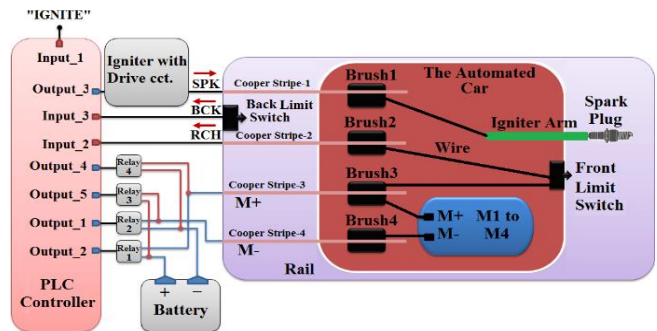 "IGNITE"
Input_1
Output_3
Input_3
Input_2
Output_4
Output_5
Output_1
Output_2
PLC
Controller
Igniter with
Drive cct.
SPK
BCK
RCH
Relay
4
Relay
3
Relay
2
Relay
1
+
−
Battery
Cooper Stripe-1
Back Limit
Switch
Cooper Stripe-2
Cooper Stripe-3
M+
Cooper Stripe-4
M-
Rail
Brush1
Brush2
Brush3
Brush4
The Automated
Car
Igniter Arm
Wire
M+ M1 to
M- M4
Spark
Plug
Front
Limit
Switch